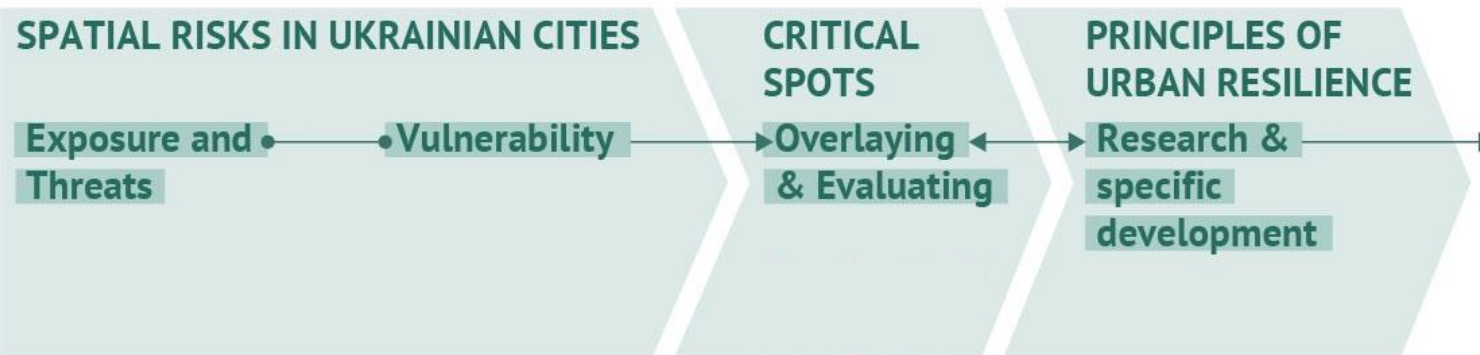 SPATIAL RISKS IN UKRAINIAN CITIES
Exposure and
Threats
Vulnerability
CRITICAL
SPOTS
Overlaying
& Evaluating
PRINCIPLES OF
URBAN RESILIENCE
Research &
specific
development